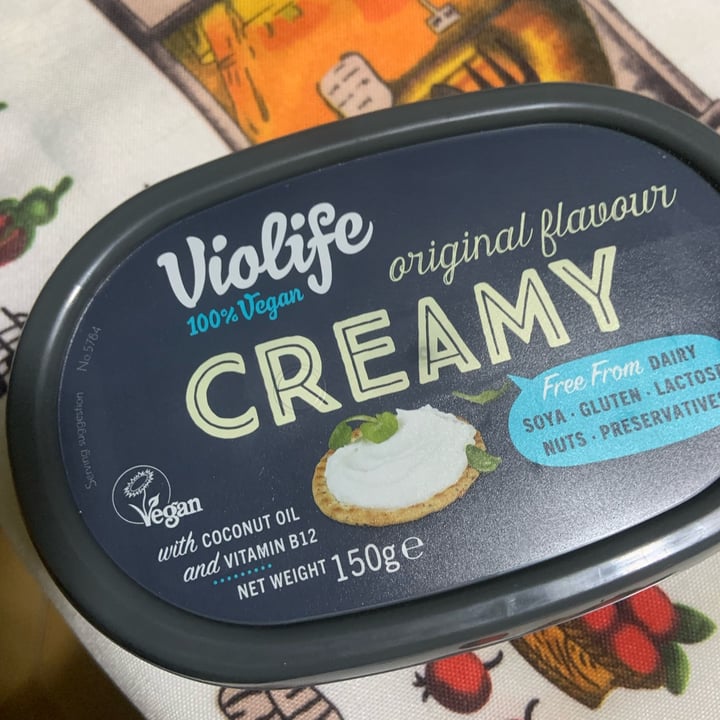 Violife
100% Vegan
original flavour
CREAMY
Free From DAIRY
SOYA · GLUTEN · LACTOSE
NUTS · PRESERVATIVES
Serving suggestion No.5764
Vegan
with COCONUT OIL
and VITAMIN B12
NET WEIGHT 150g e